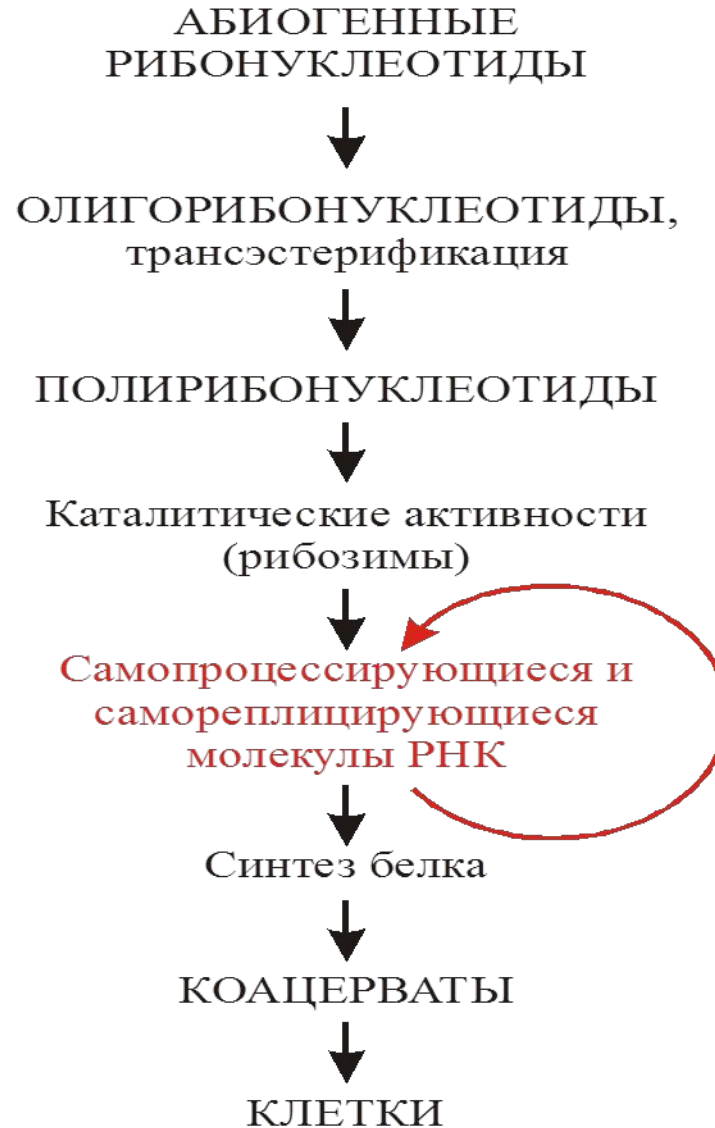 АБИОГЕННЫЕ
РИБОНУКЛЕОТИДЫ
ОЛИГОРИБОНУКЛЕОТИДЫ,
трансэстерификация
ПОЛИРИБОНУКЛЕОТИДЫ
Каталитические активности
(рибозимы)
Самопроцессирующиеся и
самореплицирующиеся
молекулы РНК
Синтез белка
КОАЦЕРВАТЫ
КЛЕТКИ